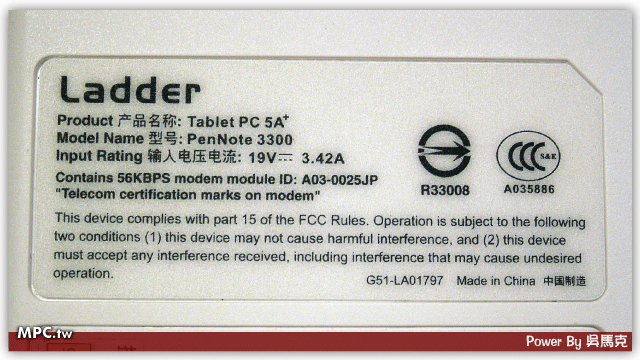 Ladder
Product 产品名称: Tablet PC 5A+
Model Name 型号: PenNote 3300
Input Rating 输入电压电流: 19V⎓ 3.42A
Contains 56KBPS modem module ID: A03-0025JP
"Telecom certification marks on modem"
R33008
CCC S&E
A035886
This device complies with part 15 of the FCC Rules. Operation is subject to the following
two conditions (1) this device may not cause harmful interference, and (2) this device
must accept any interference received, including interference that may cause undesired
operation.
G51-LA01797 Made in China 中国制造
MPC.tw
Power By 吳馬克